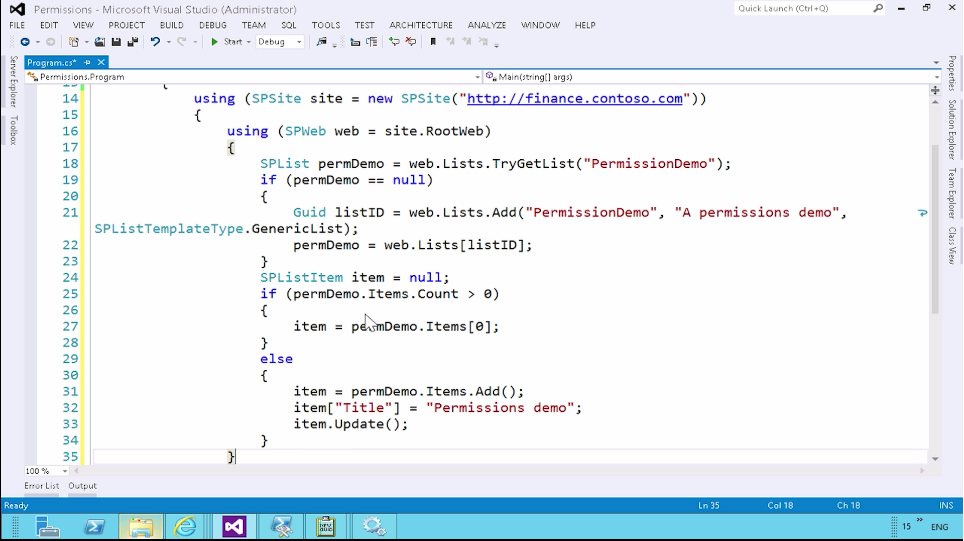 Permissions - Microsoft Visual Studio (Administrator)
Quick Launch (Ctrl+Q)
FILE EDIT VIEW PROJECT BUILD DEBUG TEAM SQL TOOLS TEST ARCHITECTURE ANALYZE WINDOW HELP
Start Debug
Program.cs*
Permissions.Program
Main(string[] args)
Server Explorer
Toolbox
Properties
Solution Explorer
Team Explorer
Class View
13 {
14 using (SPSite site = new SPSite("http://finance.contoso.com"))
15 {
16 using (SPWeb web = site.RootWeb)
17 {
18 SPList permDemo = web.Lists.TryGetList("PermissionDemo");
19 if (permDemo == null)
20 {
21 Guid listID = web.Lists.Add("PermissionDemo", "A permissions demo",
SPListTemplateType.GenericList);
22 permDemo = web.Lists[listID];
23 }
24 SPListItem item = null;
25 if (permDemo.Items.Count > 0)
26 {
27 item = permDemo.Items[0];
28 }
29 else
30 {
31 item = permDemo.Items.Add();
32 item["Title"] = "Permissions demo";
33 item.Update();
34 }
35 }
100 %
Error List Output
Ready Ln 35 Col 18 Ch 18 INS
15 ENG